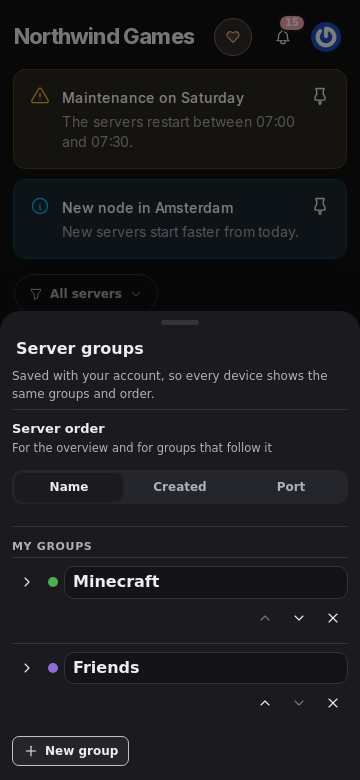 Northwind Games
15
Maintenance on Saturday
The servers restart between 07:00
and 07:30.
New node in Amsterdam
New servers start faster from today.
All servers
Server groups
Saved with your account, so every device shows the
same groups and order.
Server order
For the overview and for groups that follow it
Name Created Port
MY GROUPS
Minecraft
Friends
New group